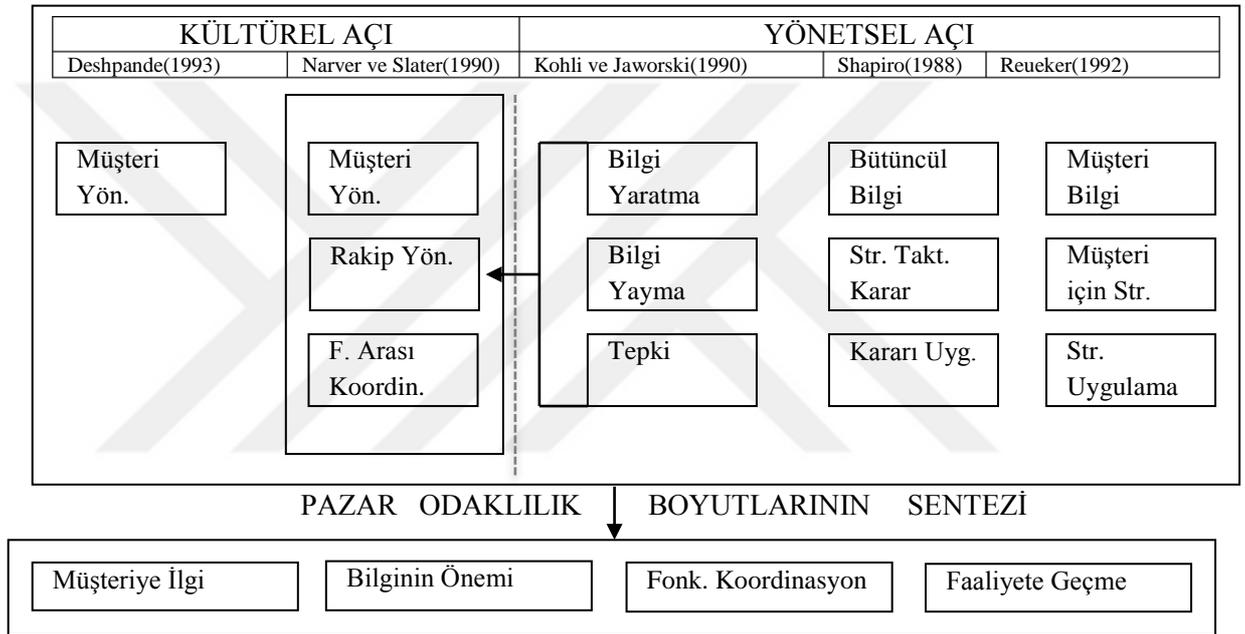 KÜLTÜREL AÇI YÖNETSEL AÇI
Deshpande(1993) Narver ve Slater(1990) Kohli ve Jaworski(1990) Shapiro(1988) Reueker(1992)
Müşteri
Yön.
Müşteri
Yön.
Rakip Yön.
F. Arası
Koordin.
Bilgi
Yaratma
Bilgi
Yayma
Tepki
Bütüncül
Bilgi
Str. Takt.
Karar
Kararı Uyg.
Müşteri
Bilgi
Müşteri
için Str.
Str.
Uygulama
PAZAR ODAKLILIK BOYUTLARININ SENTEZİ
Müşteriye İlgi
Bilginin Önemi
Fonk. Koordinasyon
Faaliyete Geçme